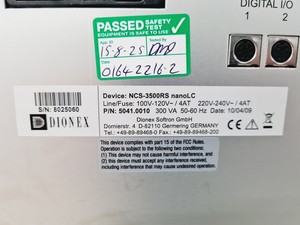 PASSED SAFETY TEST
EQUIPMENT IS SAFE TO USE
15-8-25
0164-2216-2
DIGITAL I/O
1
2
S/N: 8025060
DIONEX
Device: NCS-3500RS nanoLC
Line/Fuse: 100V-120V~ / 4AT 220V-240V~ / 4AT
P/N: 5041.0010 300 VA 50-60 Hz 10/04/09
Dionex Softron GmbH
Dornierstr. 4 D-82110 Germering GERMANY
Tel.: +49-89-89468-0 Fax: +49-89-89468-200
This device complies with part 15 of the
FCC Rules. Operation is subject to the following two
conditions: (1) this device may not cause harmful
interference, and (2) this device must accept any
interference received, including interference
that may cause undesired operation.